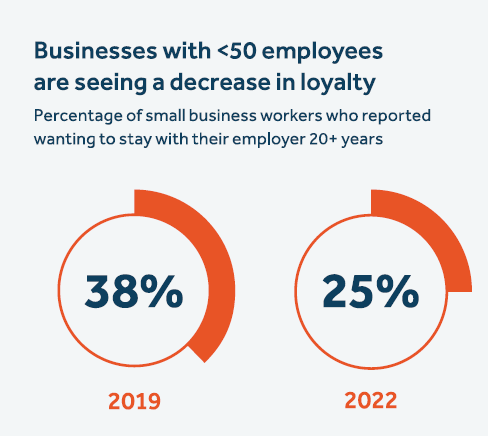 Businesses with <50 employees
are seeing a decrease in loyalty
Percentage of small business workers who reported
wanting to stay with their employer 20+ years
38%
25%
2019
2022